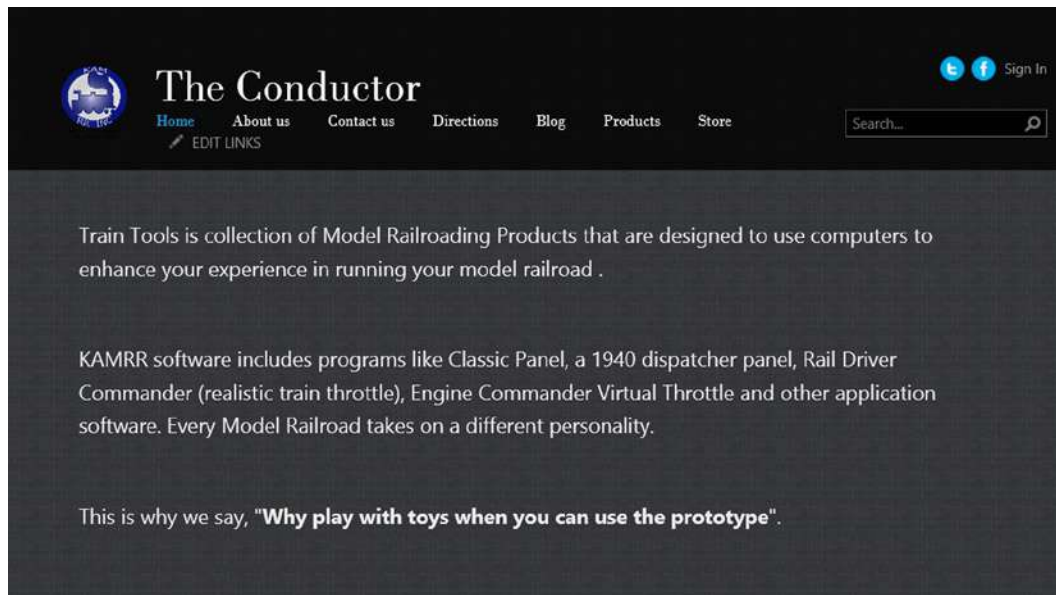 KAM
RR, INC
The Conductor
Sign In
Home About us Contact us Directions Blog Products Store
Search...
EDIT LINKS
Train Tools is collection of Model Railroading Products that are designed to use computers to
enhance your experience in running your model railroad .
KAMRR software includes programs like Classic Panel, a 1940 dispatcher panel, Rail Driver
Commander (realistic train throttle), Engine Commander Virtual Throttle and other application
software. Every Model Railroad takes on a different personality.
This is why we say, "Why play with toys when you can use the prototype".